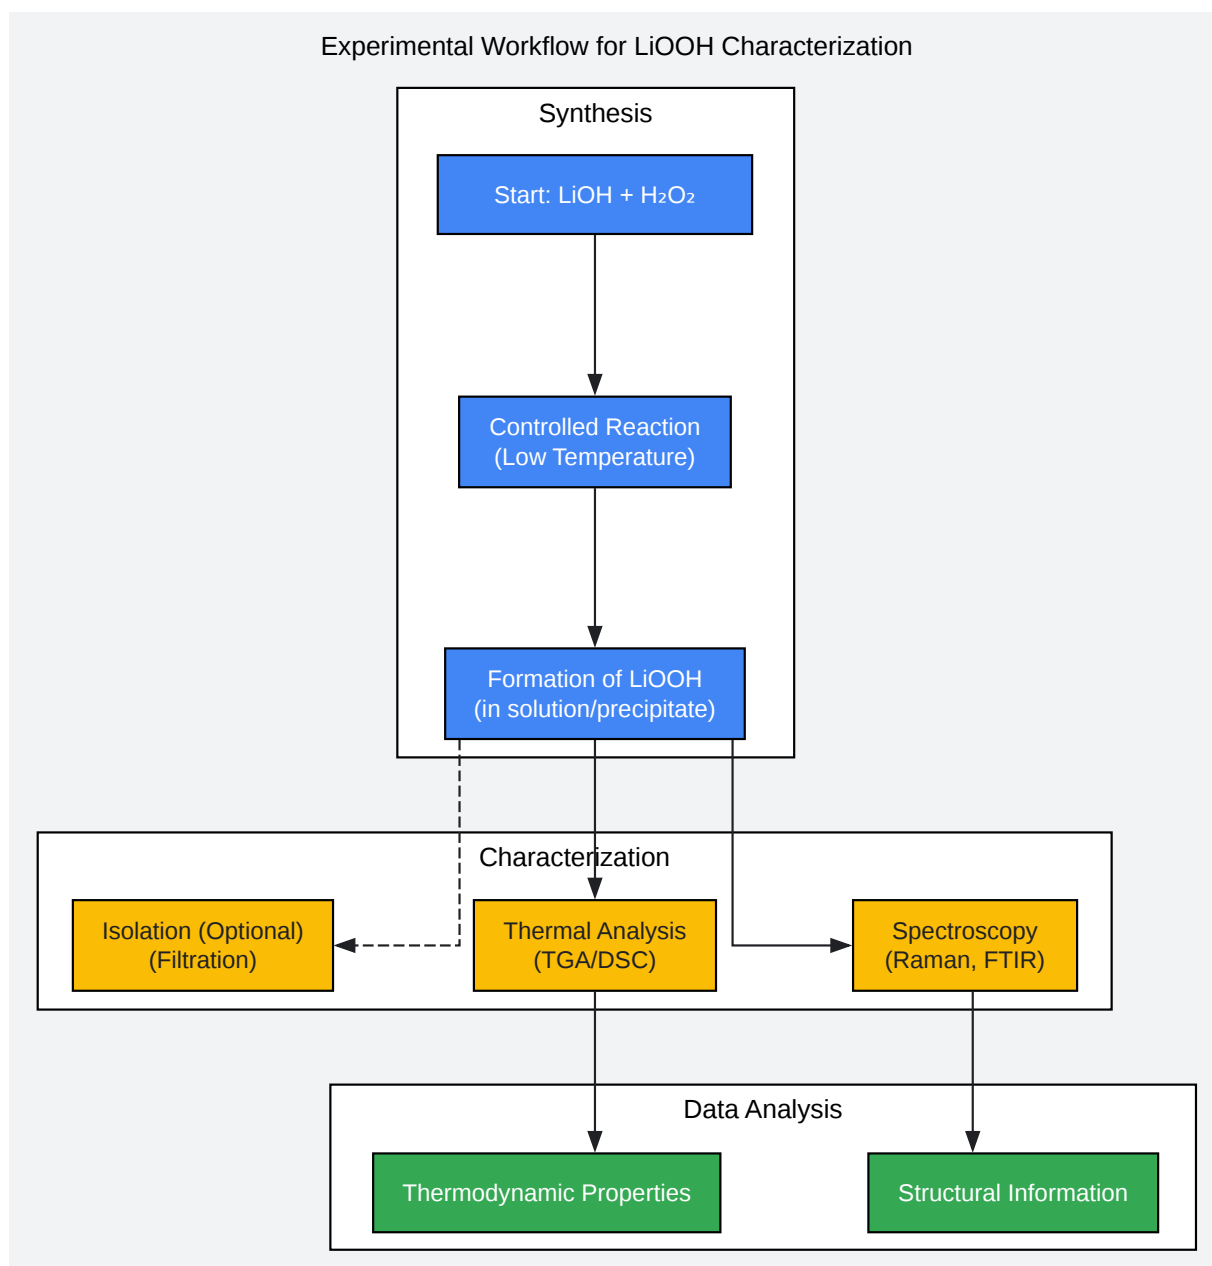 Experimental Workflow for LiOOH Characterization
Synthesis
Start: LiOH + H₂O₂
Controlled Reaction
(Low Temperature)
Formation of LiOOH
(in solution/precipitate)
Characterization
Isolation (Optional)
(Filtration)
Thermal Analysis
(TGA/DSC)
Spectroscopy
(Raman, FTIR)
Data Analysis
Thermodynamic Properties
Structural Information